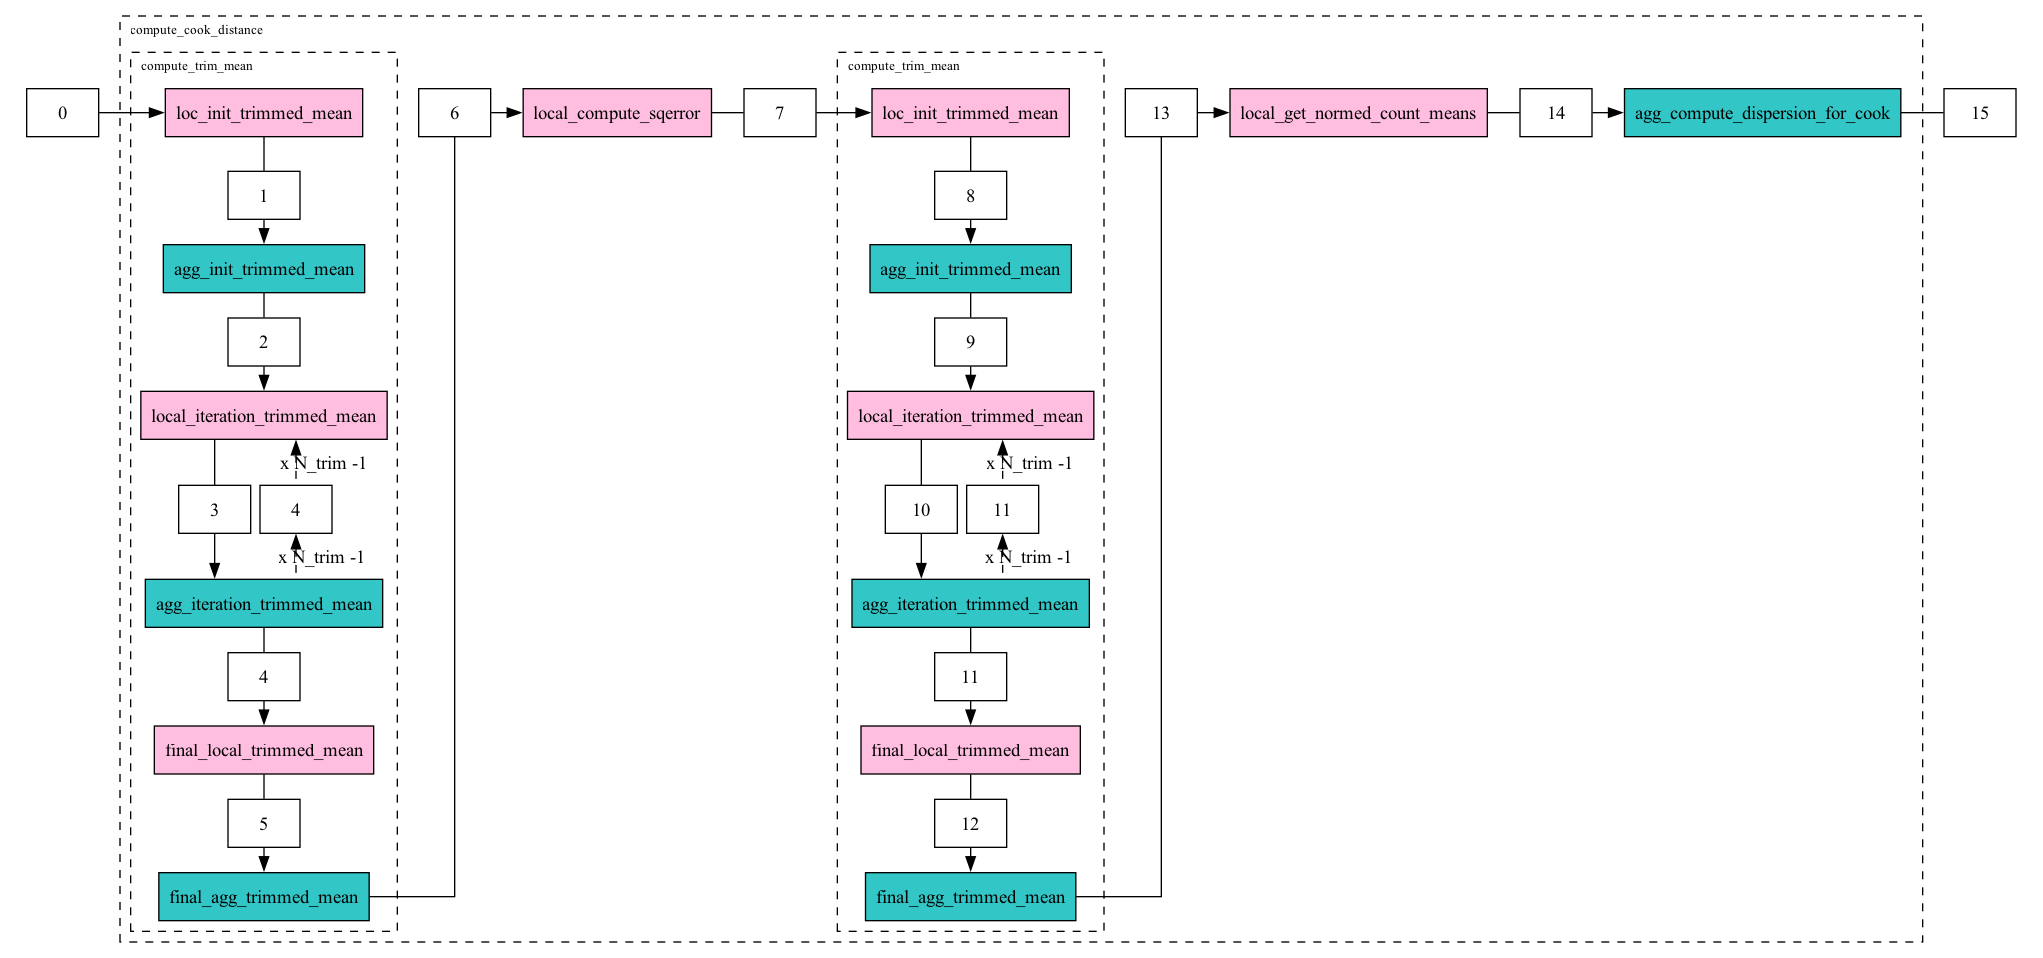 compute_cook_distance
compute_trim_mean
0
loc_init_trimmed_mean
1
agg_init_trimmed_mean
2
local_iteration_trimmed_mean
x N_trim -1
3
4
x N_trim -1
agg_iteration_trimmed_mean
4
final_local_trimmed_mean
5
final_agg_trimmed_mean
6
local_compute_sqerror
7
compute_trim_mean
loc_init_trimmed_mean
8
agg_init_trimmed_mean
9
local_iteration_trimmed_mean
x N_trim -1
10
11
x N_trim -1
agg_iteration_trimmed_mean
11
final_local_trimmed_mean
12
final_agg_trimmed_mean
13
local_get_normed_count_means
14
agg_compute_dispersion_for_cook
15